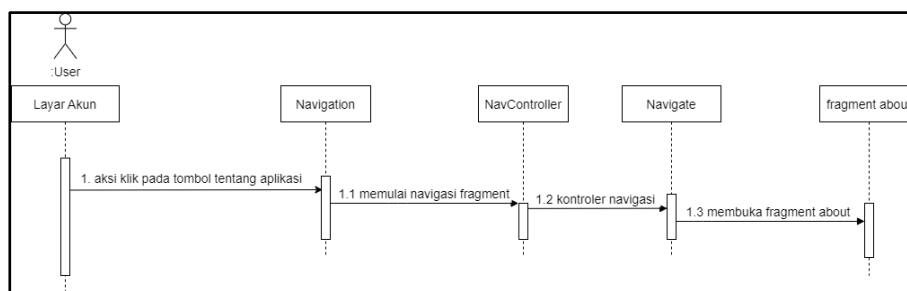 :User
Layar Akun
Navigation
NavController
Navigate
fragment about
1. aksi klik pada tombol tentang aplikasi
1.1 memulai navigasi fragment
1.2 kontroler navigasi
1.3 membuka fragment about